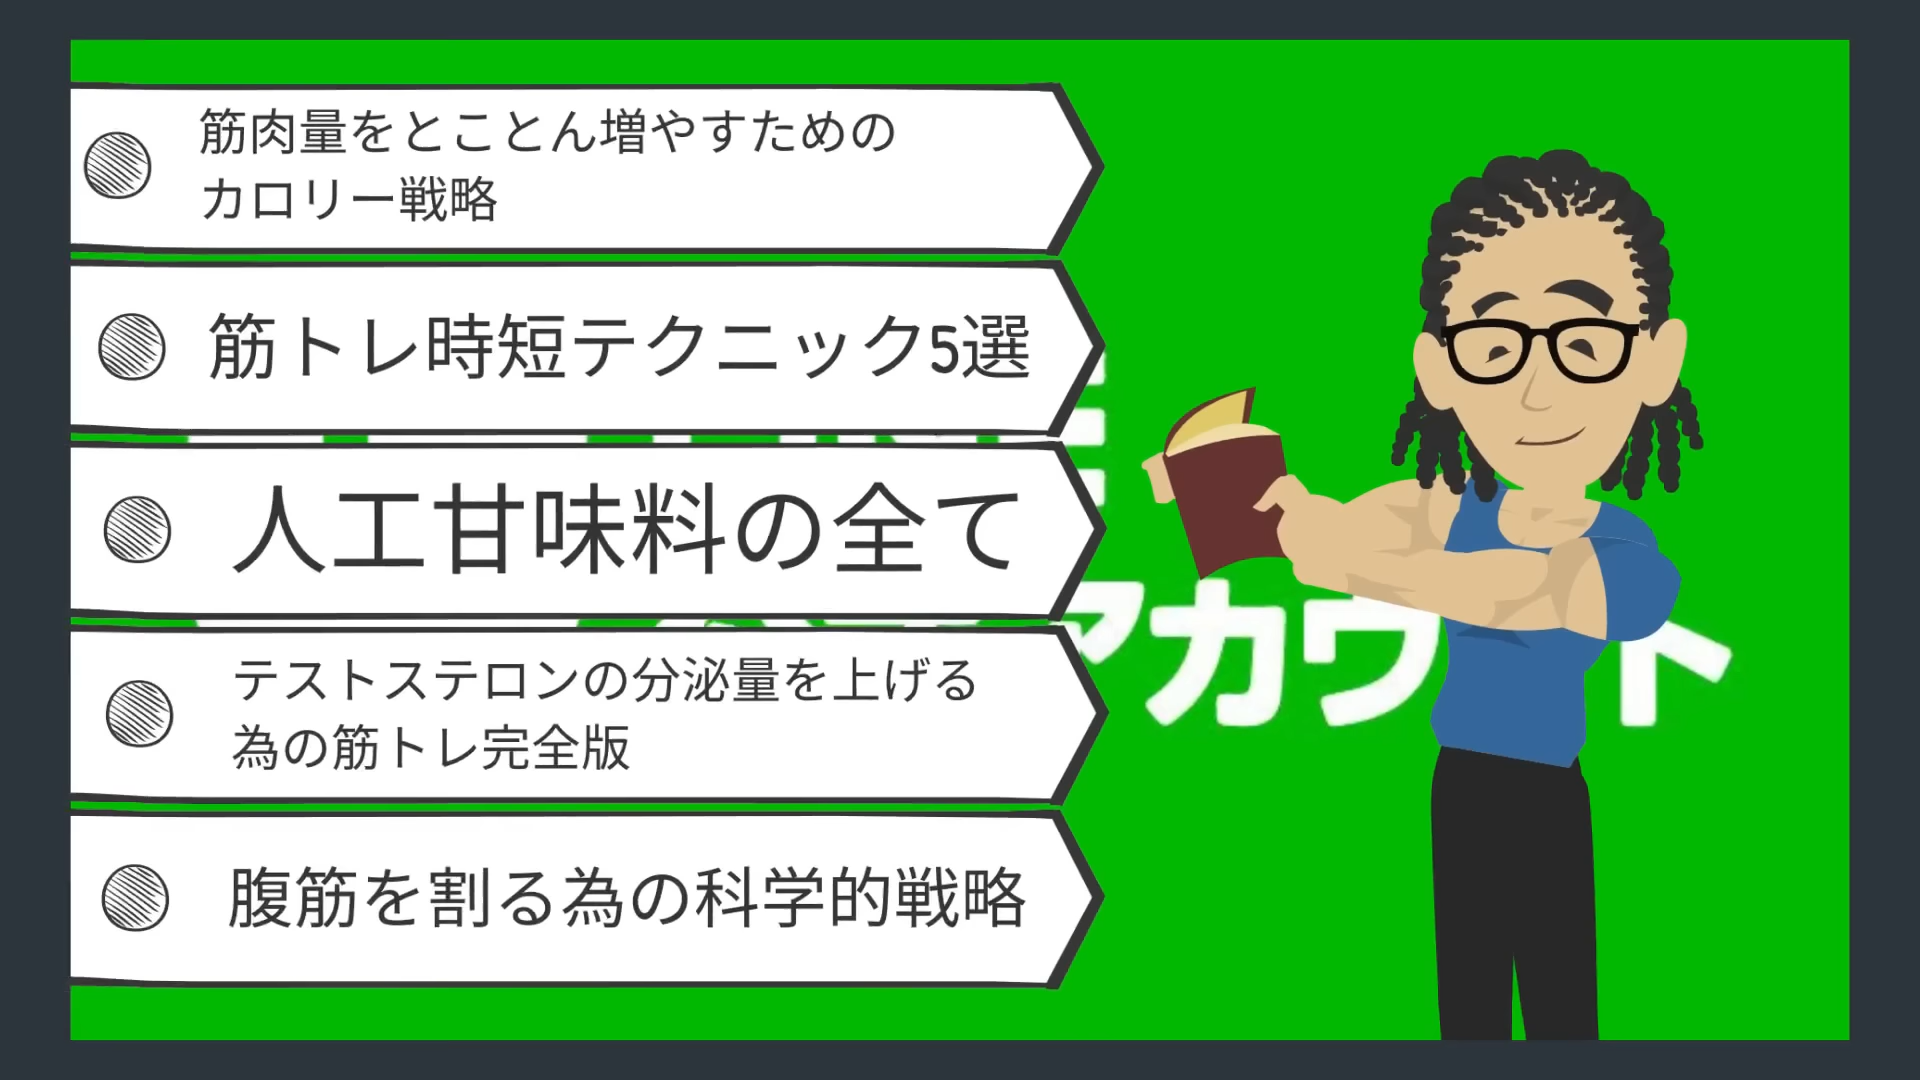 筋肉量をとことん増やすための
カロリー戦略
筋トレ時短テクニック5選
人工甘味料の全て
テストステロンの分泌量を上げる
為の筋トレ完全版
腹筋を割る為の科学的戦略